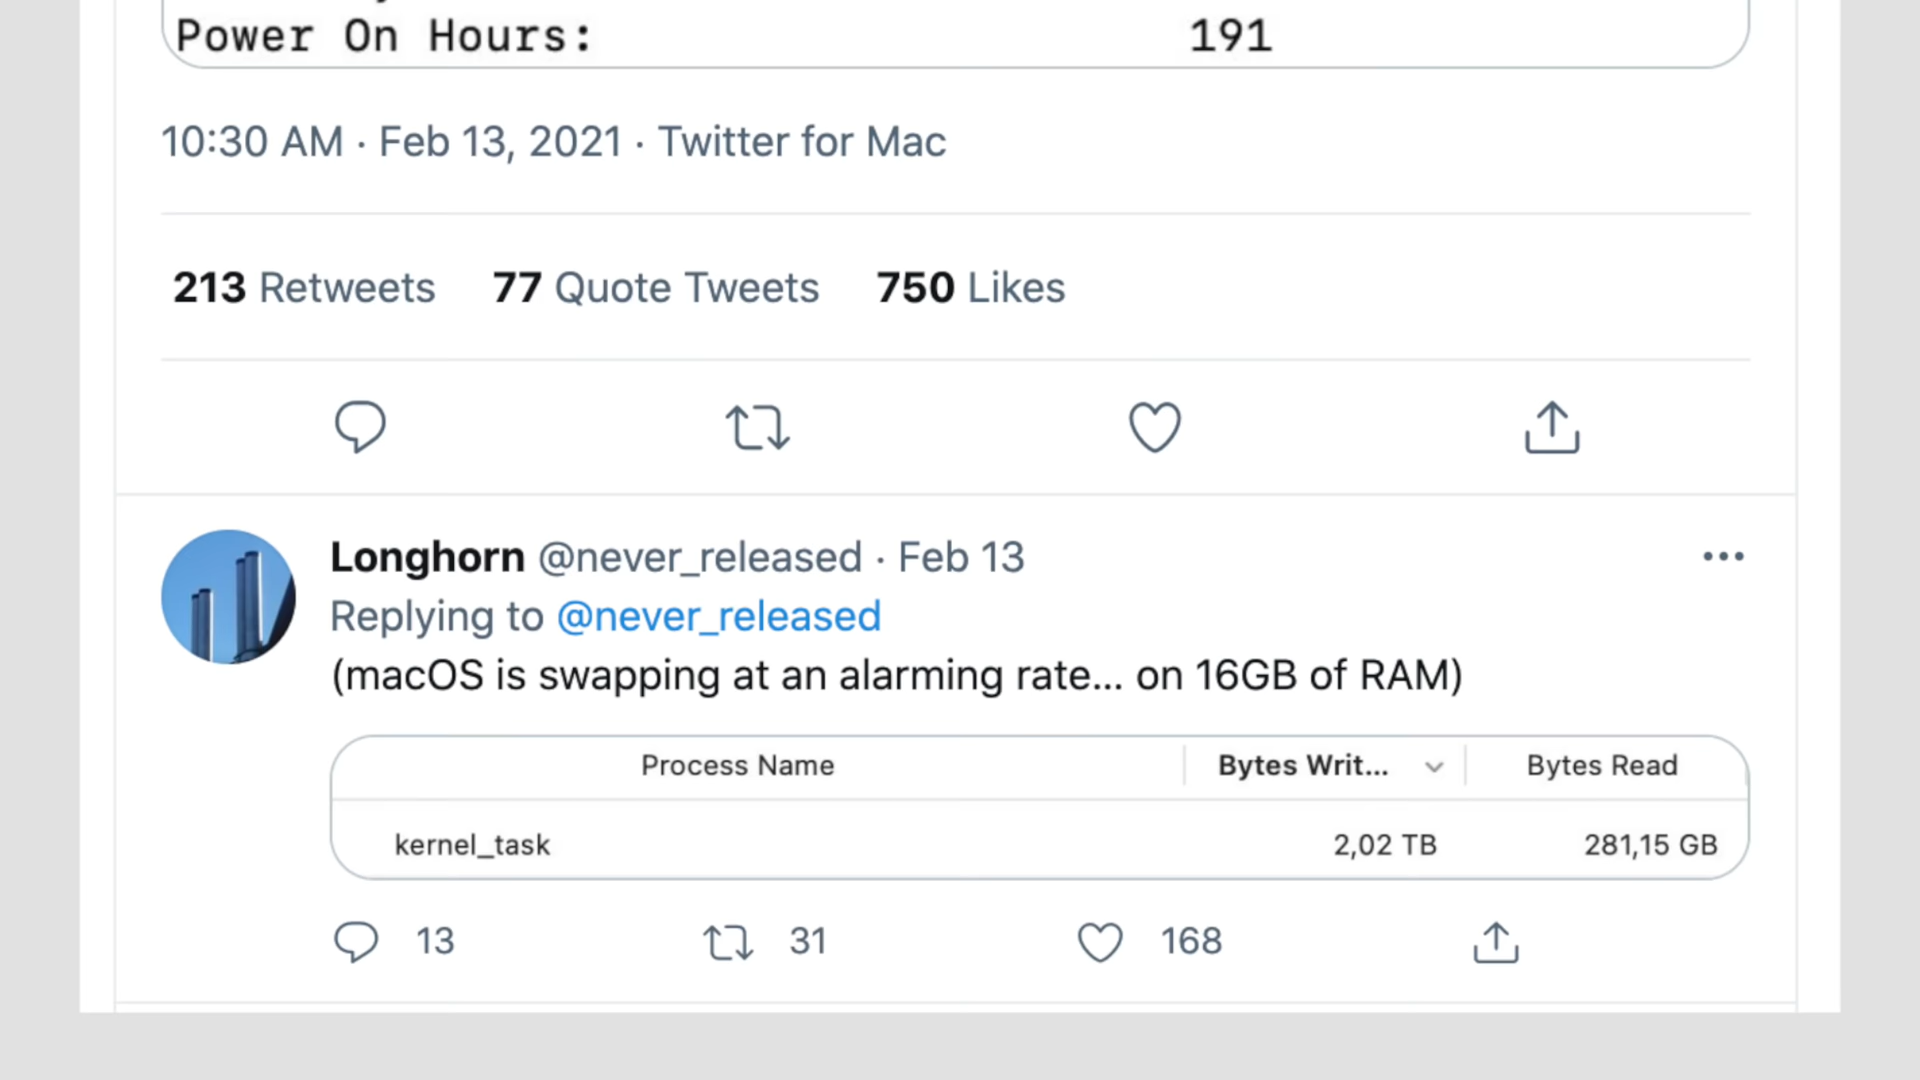 Power On Hours: 191
10:30 AM · Feb 13, 2021 · Twitter for Mac
213 Retweets 77 Quote Tweets 750 Likes
Longhorn @never_released · Feb 13
Replying to @never_released
(macOS is swapping at an alarming rate... on 16GB of RAM)
Process Name Bytes Writ... Bytes Read
kernel_task 2,02 TB 281,15 GB
13 31 168